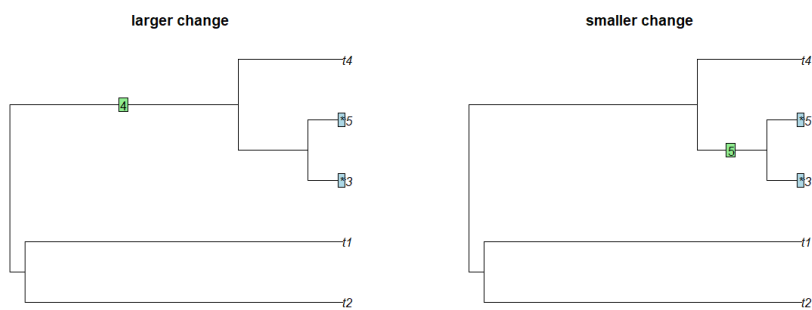 larger change
smaller change
t4
4
*5
*3
t1
t2
t4
*5
5
*3
t1
t2